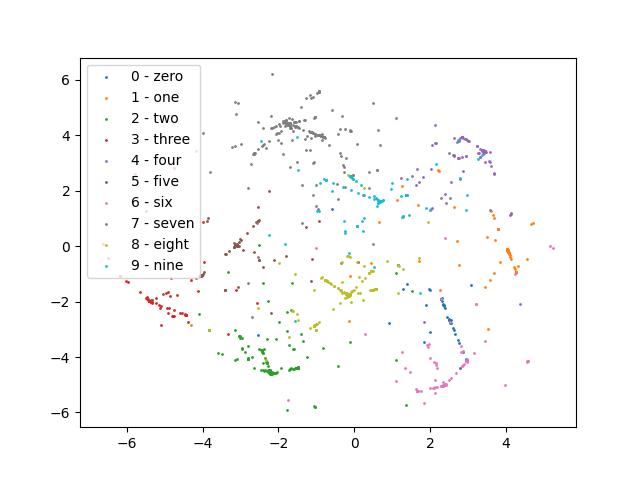 0 - zero
1 - one
2 - two
3 - three
4 - four
5 - five
6 - six
7 - seven
8 - eight
9 - nine
6
4
2
0
−2
−4
−6
−6 −4 −2 0 2 4